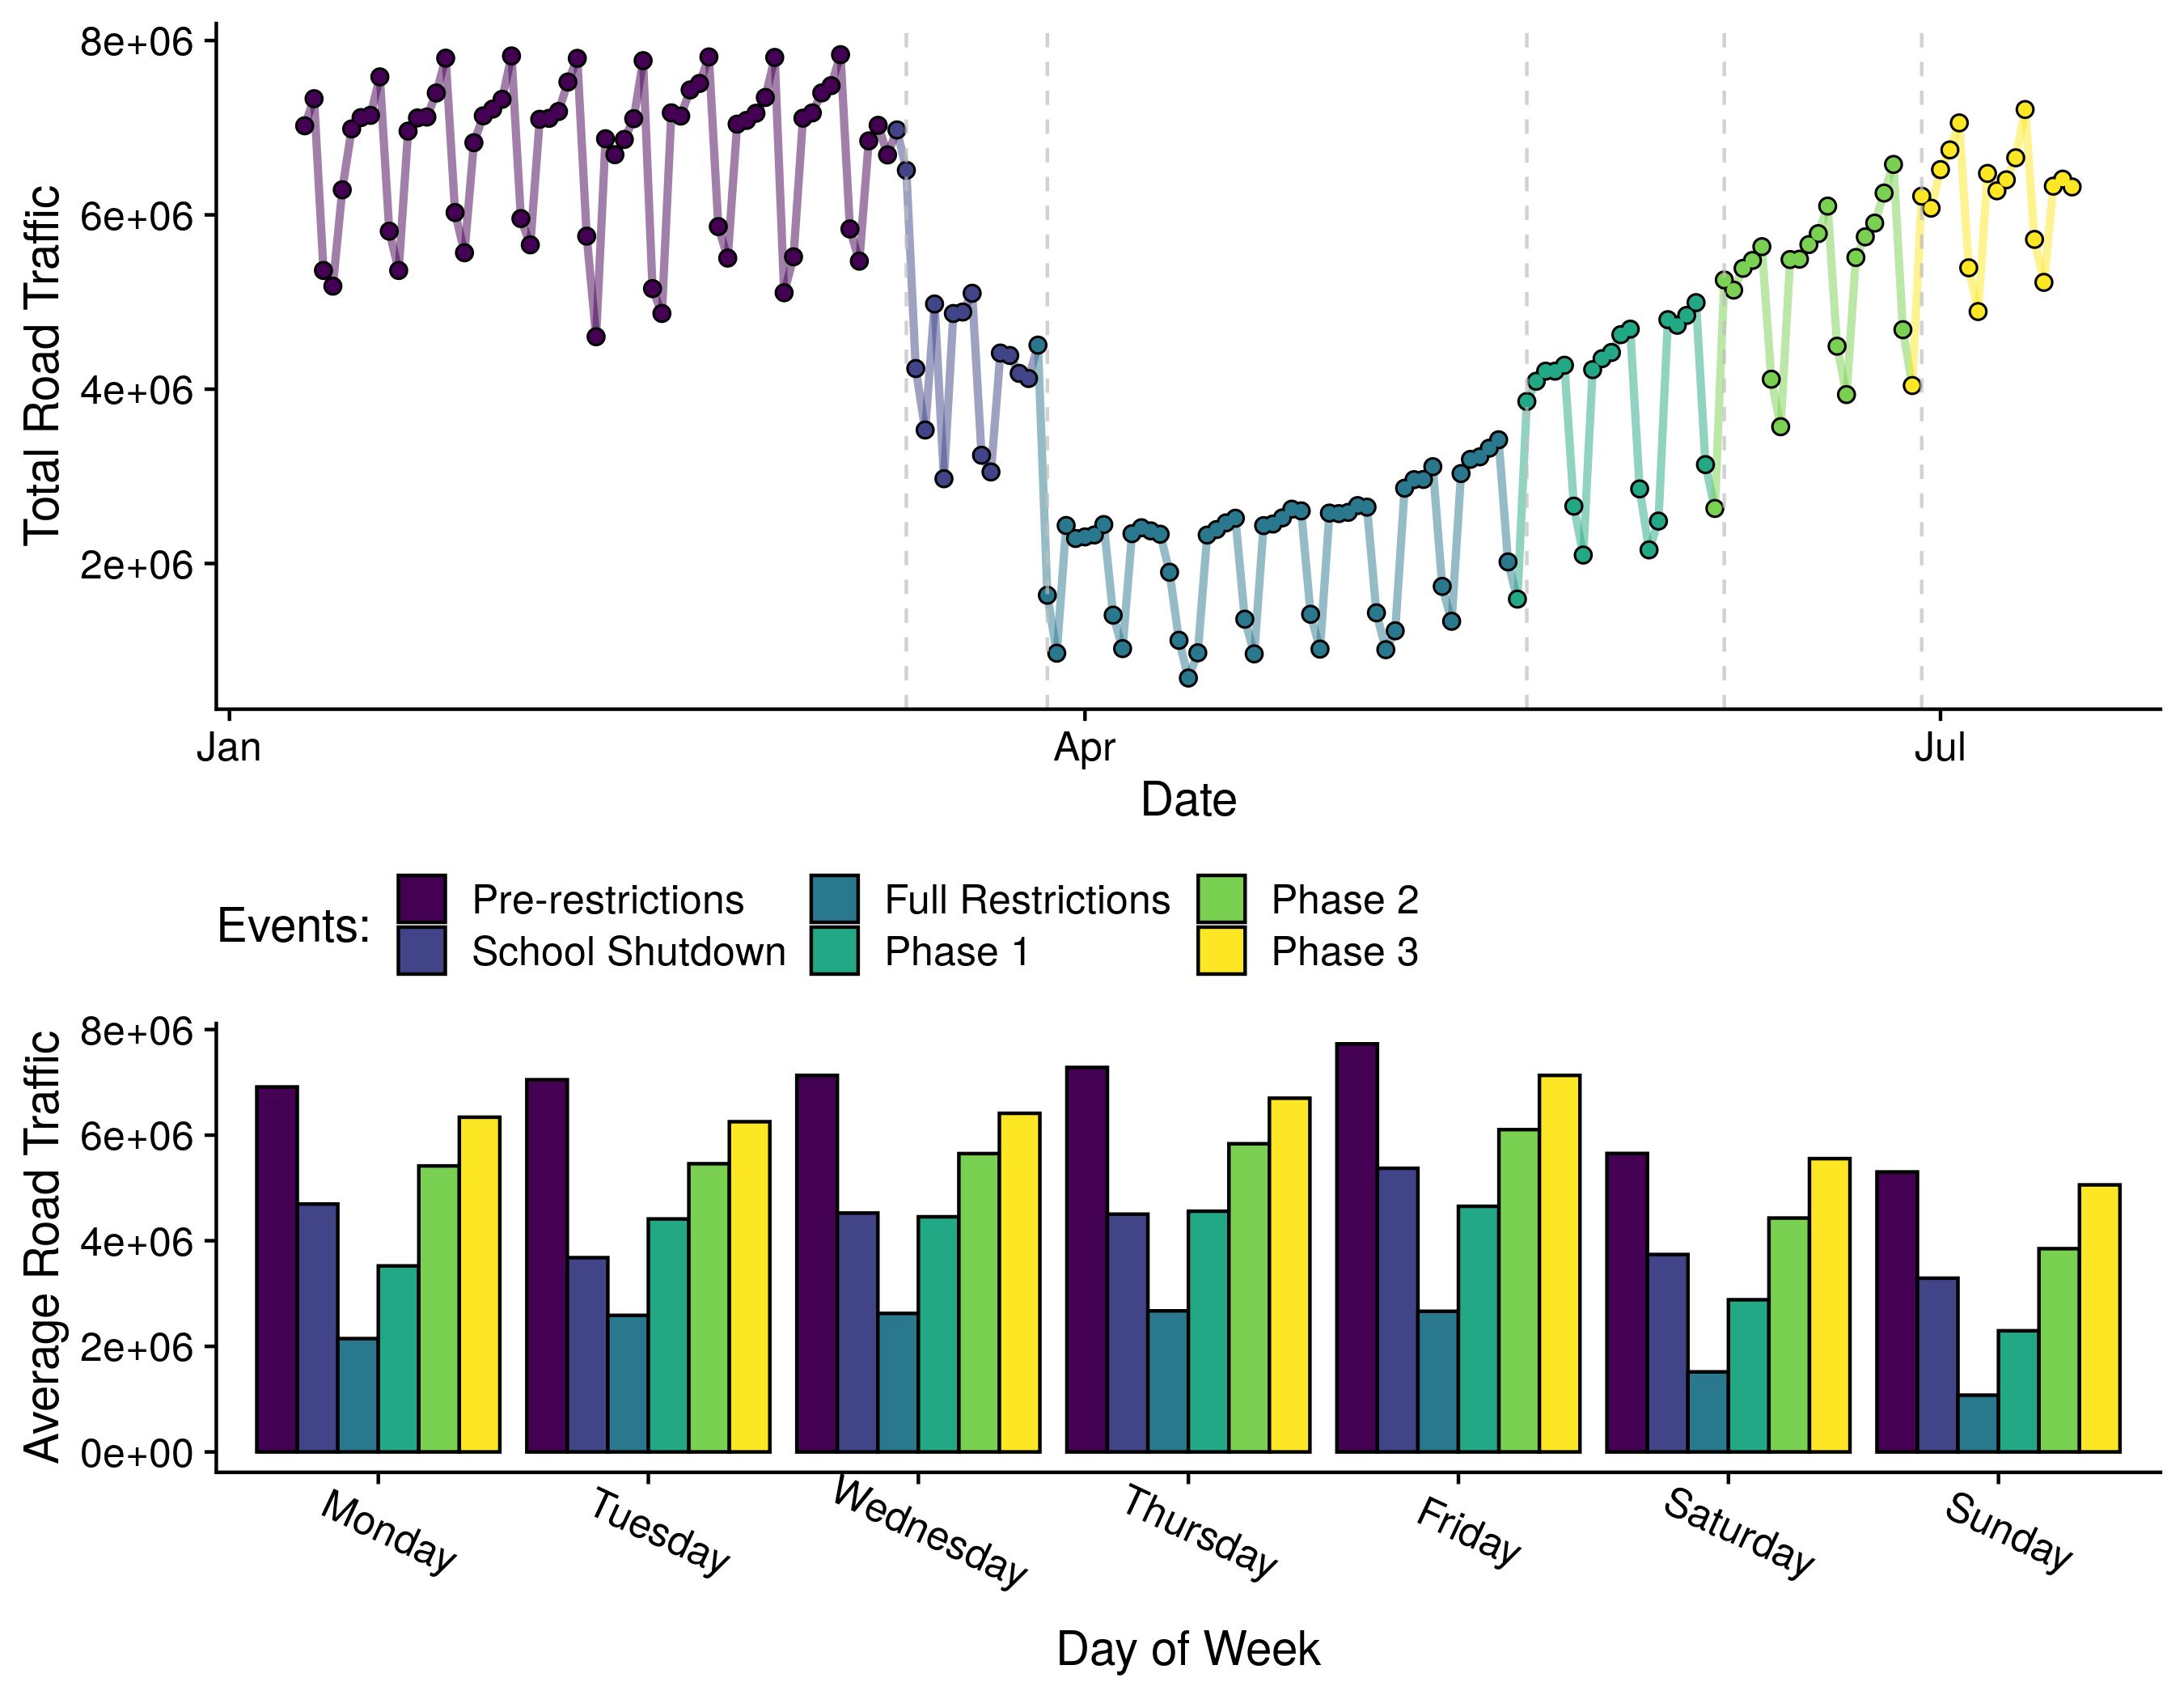 Total Road Traffic
8e+06
6e+06
4e+06
2e+06
Jan
Apr
Jul
Date
Events:
Pre-restrictions
School Shutdown
Full Restrictions
Phase 1
Phase 2
Phase 3
Average Road Traffic
8e+06
6e+06
4e+06
2e+06
0e+00
Monday
Tuesday
Wednesday
Thursday
Friday
Saturday
Sunday
Day of Week